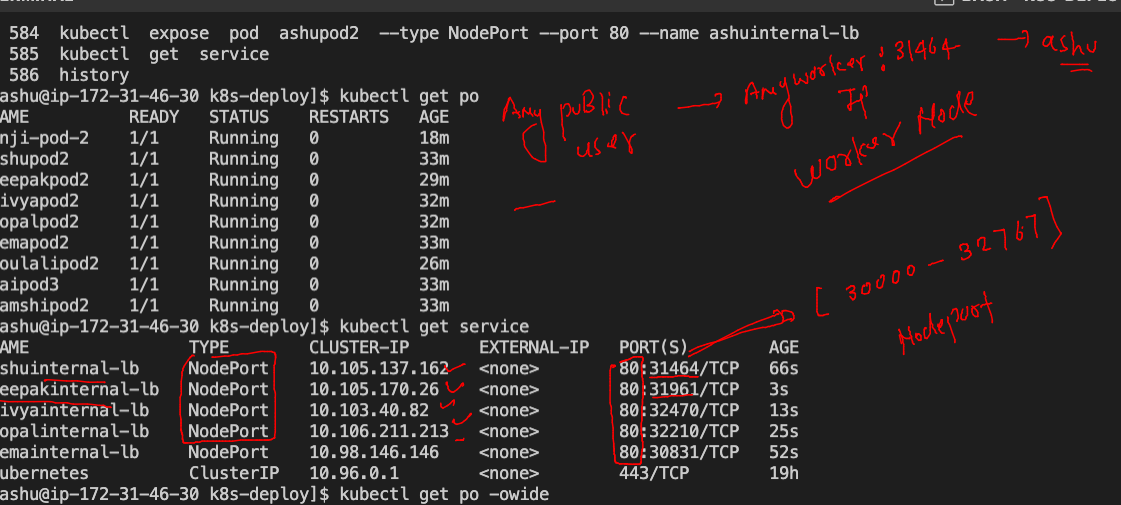 584 kubectl expose pod ashupod2 --type NodePort --port 80 --name ashuinternal-lb
585 kubectl get service
586 history
ashu@ip-172-31-46-30 k8s-deploy]$ kubectl get po
AME READY STATUS RESTARTS AGE
nji-pod-2 1/1 Running 0 18m
shupod2 1/1 Running 0 33m
eepakpod2 1/1 Running 0 29m
ivyapod2 1/1 Running 0 32m
opalpod2 1/1 Running 0 32m
emapod2 1/1 Running 0 33m
oulalipod2 1/1 Running 0 26m
aipod3 1/1 Running 0 33m
amshipod2 1/1 Running 0 33m
ashu@ip-172-31-46-30 k8s-deploy]$ kubectl get service
AME TYPE CLUSTER-IP EXTERNAL-IP PORT(S) AGE
shuinternal-lb NodePort 10.105.137.162 <none> 80:31464/TCP 66s
eepakinternal-lb NodePort 10.105.170.26 <none> 80:31961/TCP 3s
ivyainternal-lb NodePort 10.103.40.82 <none> 80:32470/TCP 13s
opalinternal-lb NodePort 10.106.211.213 <none> 80:32210/TCP 25s
emainternal-lb NodePort 10.98.146.146 <none> 80:30831/TCP 52s
ubernetes ClusterIP 10.96.0.1 <none> 443/TCP 19h
ashu@ip-172-31-46-30 k8s-deploy]$ kubectl get po -owide
Any public
user
Any worker : 31464 → ashu
IP
worker Node
[ 30000 - 32767 ]
Nodeport